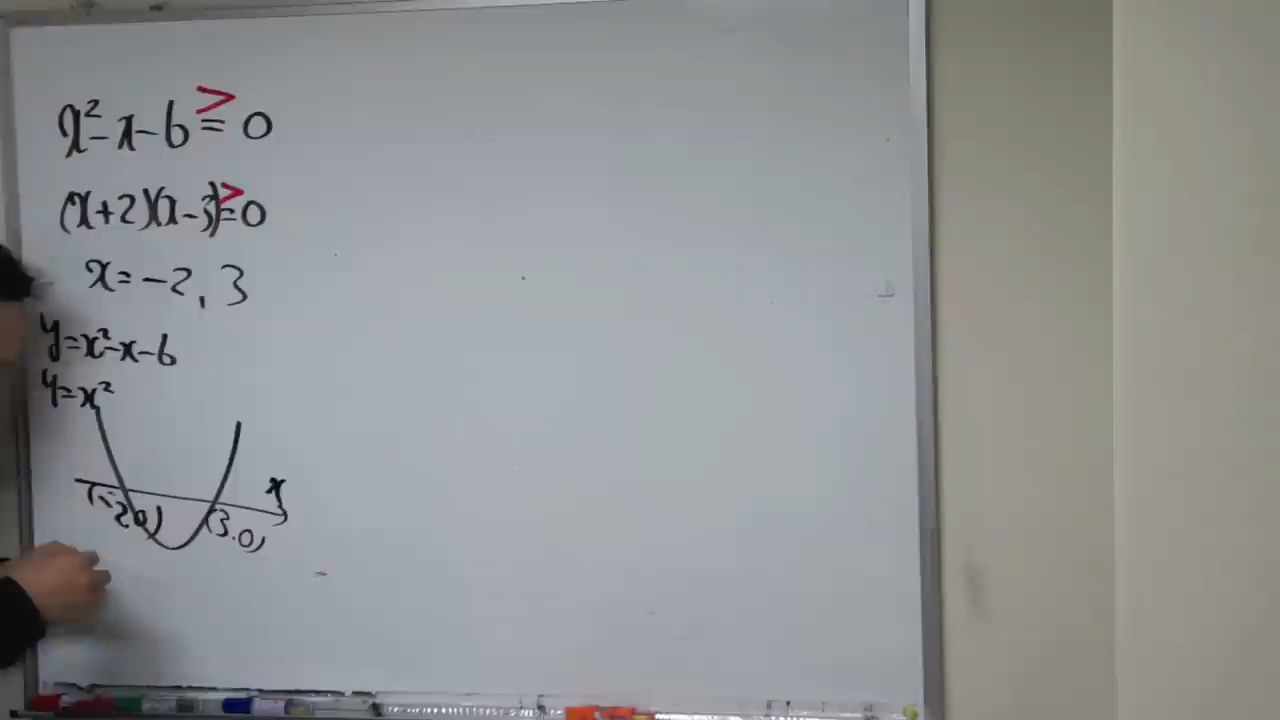 x²-x-6≥0
(x+2)(x-3)≥0
x=-2, 3
y=x²-x-6
y=x²
x
(-2,0) (3.0)